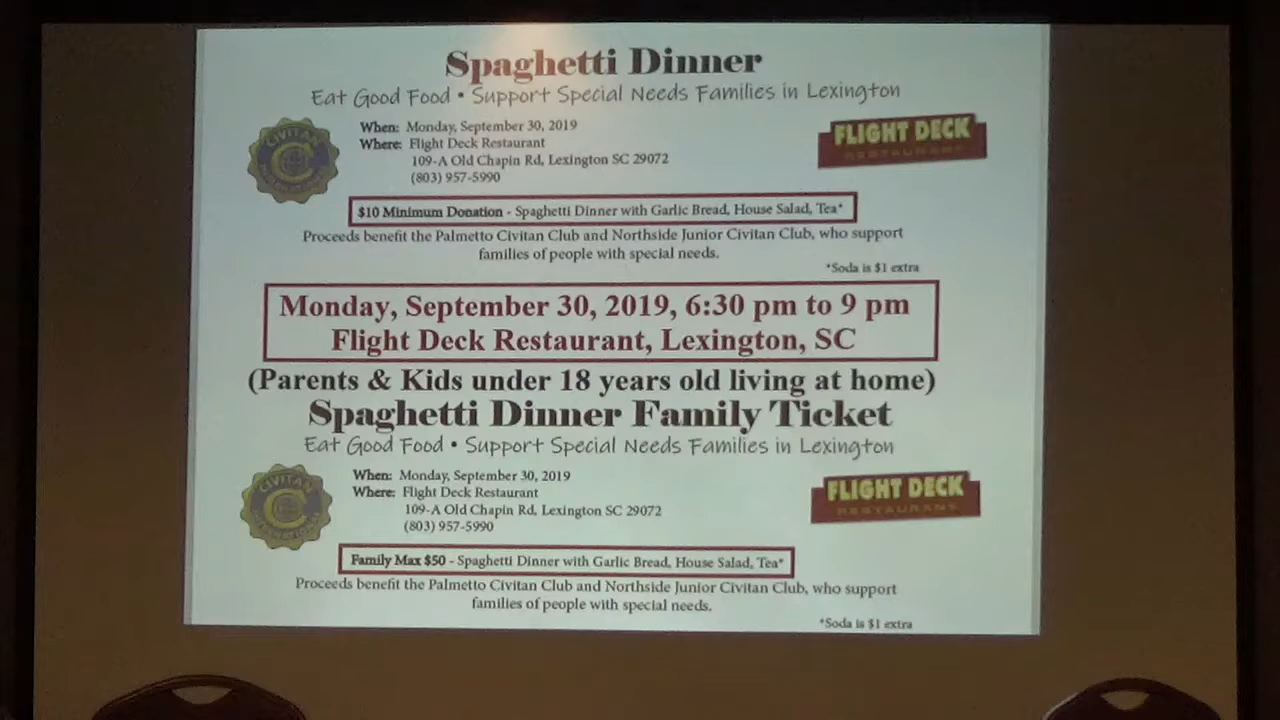 Spaghetti Dinner
Eat Good Food • Support Special Needs Families in Lexington
When: Monday, September 30, 2019
Where: Flight Deck Restaurant
109-A Old Chapin Rd, Lexington SC 29072
(803) 957-5990
CIVITAN
FLIGHT DECK
RESTAURANT
$10 Minimum Donation - Spaghetti Dinner with Garlic Bread, House Salad, Tea*
Proceeds benefit the Palmetto Civitan Club and Northside Junior Civitan Club, who support
families of people with special needs.
*Soda is $1 extra
Monday, September 30, 2019, 6:30 pm to 9 pm
Flight Deck Restaurant, Lexington, SC
(Parents & Kids under 18 years old living at home)
Spaghetti Dinner Family Ticket
Eat Good Food • Support Special Needs Families in Lexington
When: Monday, September 30, 2019
Where: Flight Deck Restaurant
109-A Old Chapin Rd, Lexington SC 29072
(803) 957-5990
CIVITAN
FLIGHT DECK
RESTAURANT
Family Max $50 - Spaghetti Dinner with Garlic Bread, House Salad, Tea*
Proceeds benefit the Palmetto Civitan Club and Northside Junior Civitan Club, who support
families of people with special needs.
*Soda is $1 extra